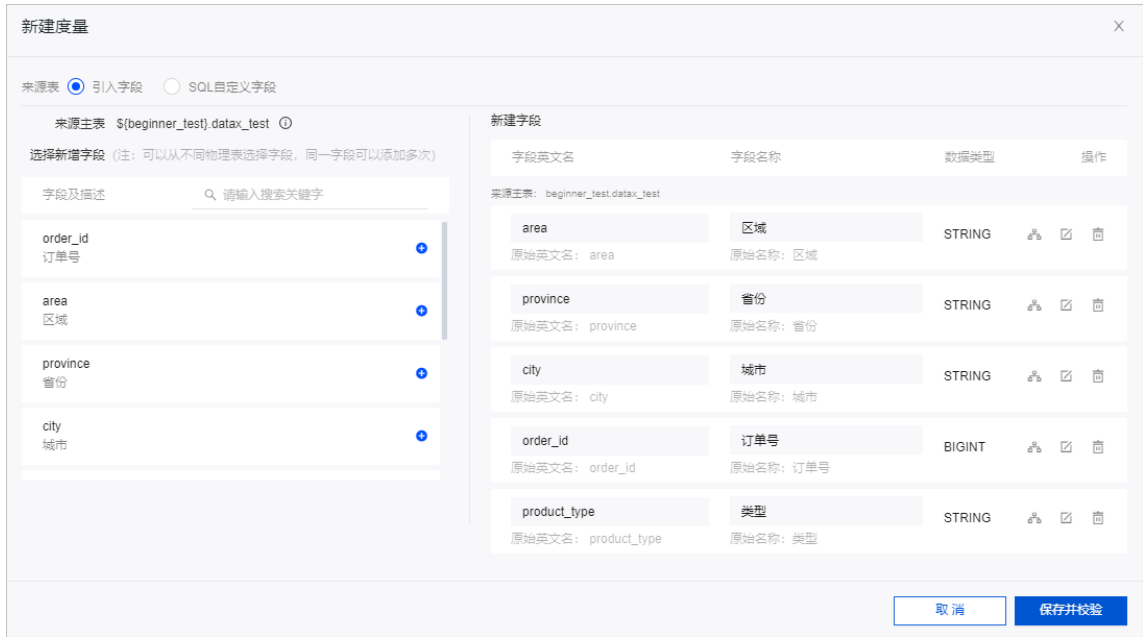 新建度量
来源表 引入字段 SQL自定义字段
来源主表 ${beginner_test}.datax_test
选择新增字段 (注：可以从不同物理表选择字段，同一字段可以添加多次)
字段及描述 请输入搜索关键字
order_id
订单号
area
区域
province
省份
city
城市
新建字段
字段英文名 字段名称 数据类型 操作
来源主表： beginner_test.datax_test
area 区域 STRING
原始英文名： area 原始名称： 区域
province 省份 STRING
原始英文名： province 原始名称： 省份
city 城市 STRING
原始英文名： city 原始名称： 城市
order_id 订单号 BIGINT
原始英文名： order_id 原始名称： 订单号
product_type 类型 STRING
原始英文名： product_type 原始名称： 类型
取消 保存并校验